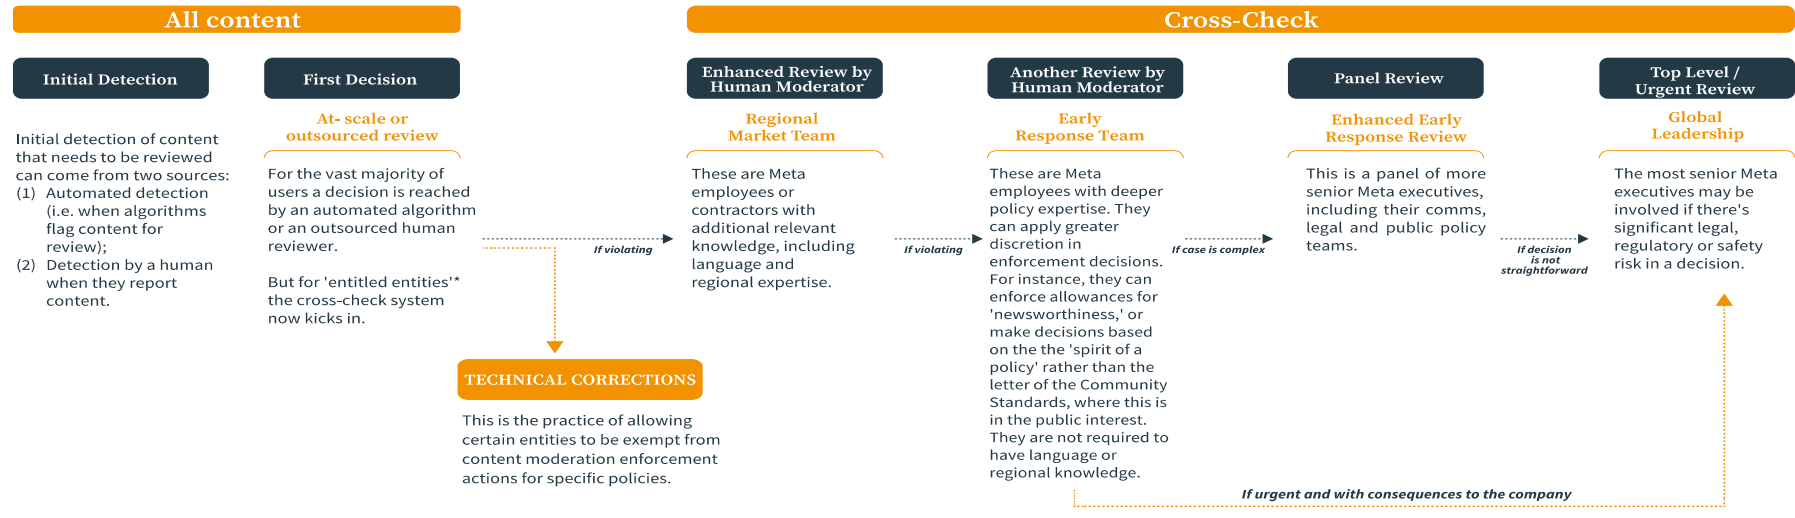 All content
Cross-Check
Initial Detection
Initial detection of content
that needs to be reviewed
can come from two sources:
(1) Automated detection
(i.e. when algorithms
flag content for
review);
(2) Detection by a human
when they report
content.
First Decision
At- scale or
outsourced review
For the vast majority of
users a decision is reached
by an automated algorithm
or an outsourced human
reviewer.
But for 'entitled entities'*
the cross-check system
now kicks in.
If violating
TECHNICAL CORRECTIONS
This is the practice of allowing
certain entities to be exempt from
content moderation enforcement
actions for specific policies.
Enhanced Review by
Human Moderator
Regional
Market Team
These are Meta
employees or
contractors with
additional relevant
knowledge, including
language and
regional expertise.
If violating
Another Review by
Human Moderator
Early
Response Team
These are Meta
employees with deeper
policy expertise. They
can apply greater
discretion in
enforcement decisions.
For instance, they can
enforce allowances for
'newsworthiness,' or
make decisions based
on the the 'spirit of a
policy' rather than the
letter of the Community
Standards, where this is
in the public interest.
They are not required to
have language or
regional knowledge.
If case is complex
Panel Review
Enhanced Early
Response Review
This is a panel of more
senior Meta executives,
including their comms,
legal and public policy
teams.
If decision
is not
straightforward
Top Level /
Urgent Review
Global
Leadership
The most senior Meta
executives may be
involved if there's
significant legal,
regulatory or safety
risk in a decision.
If urgent and with consequences to the company